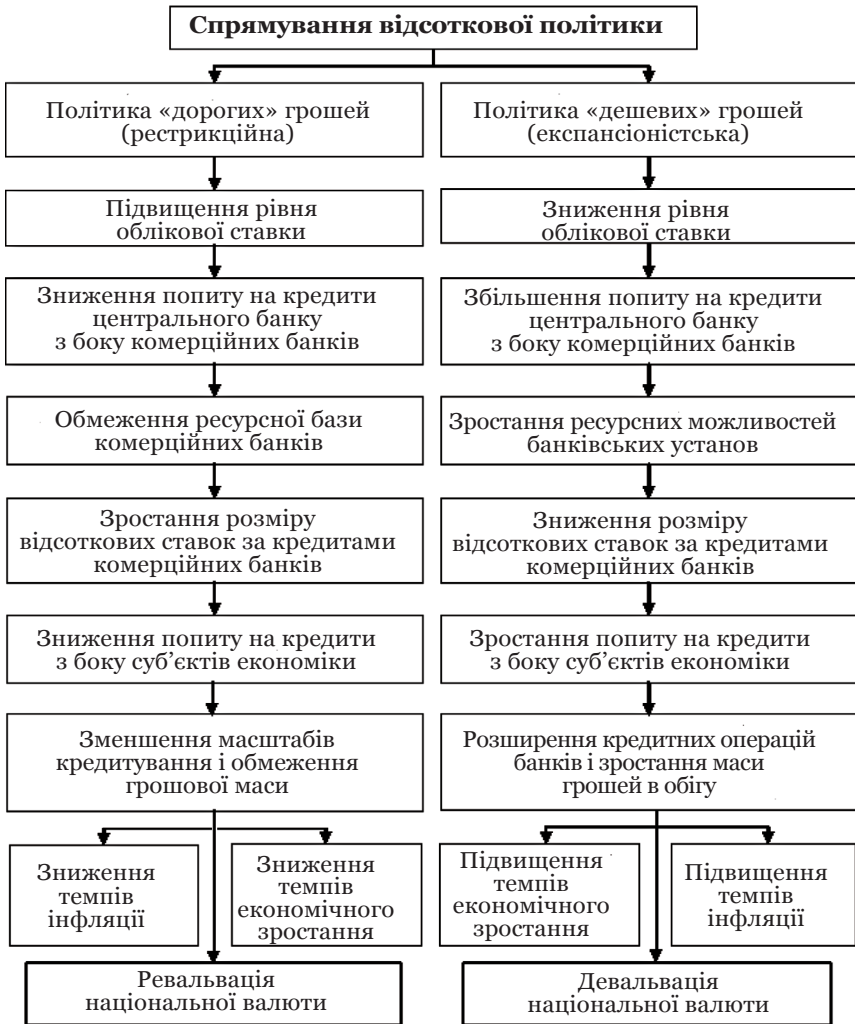 Спрямування відсоткової політики
Політика «дорогих» грошей
(рестрикційна)
Підвищення рівня
облікової ставки
Зниження попиту на кредити
центрального банку
з боку комерційних банків
Обмеження ресурсної бази
комерційних банків
Зростання розміру
відсоткових ставок за кредитами
комерційних банків
Зниження попиту на кредити
з боку суб’єктів економіки
Зменшення масштабів
кредитування і обмеження
грошової маси
Зниження
темпів
інфляції
Зниження
темпів
економічного
зростання
Ревальвація
національної валюти
Політика «дешевих» грошей
(експансіоністська)
Зниження рівня
облікової ставки
Збільшення попиту на кредити
центрального банку
з боку комерційних банків
Зростання ресурсних можливостей
банківських установ
Зниження розміру
відсоткових ставок за кредитами
комерційних банків
Зростання попиту на кредити
з боку суб’єктів економіки
Розширення кредитних операцій
банків і зростання маси
грошей в обігу
Підвищення
темпів
економічного
зростання
Підвищення
темпів
інфляції
Девальвація
національної валюти